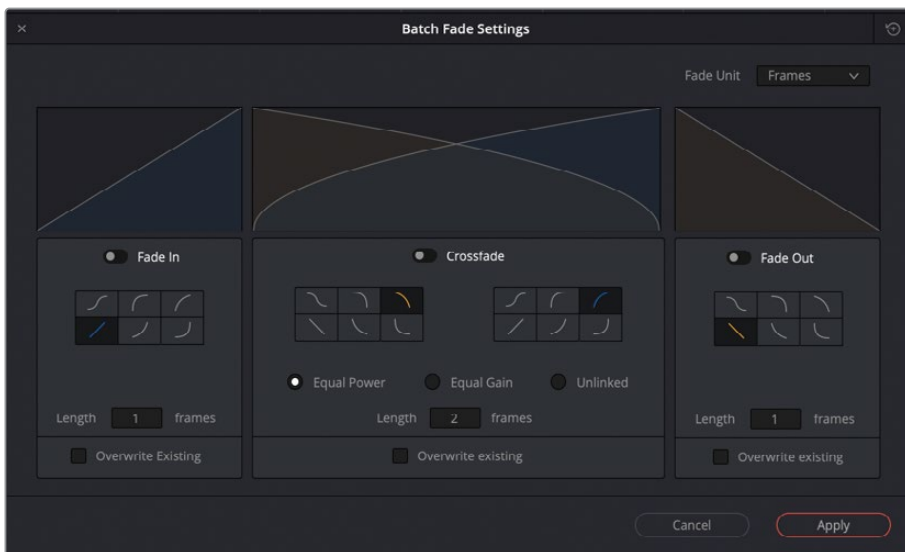 Batch Fade Settings
Fade Unit Frames
Fade In
Crossfade
Fade Out
Equal Power Equal Gain Unlinked
Length 1 frames
Length 2 frames
Length 1 frames
Overwrite Existing
Overwrite existing
Overwrite existing
Cancel Apply